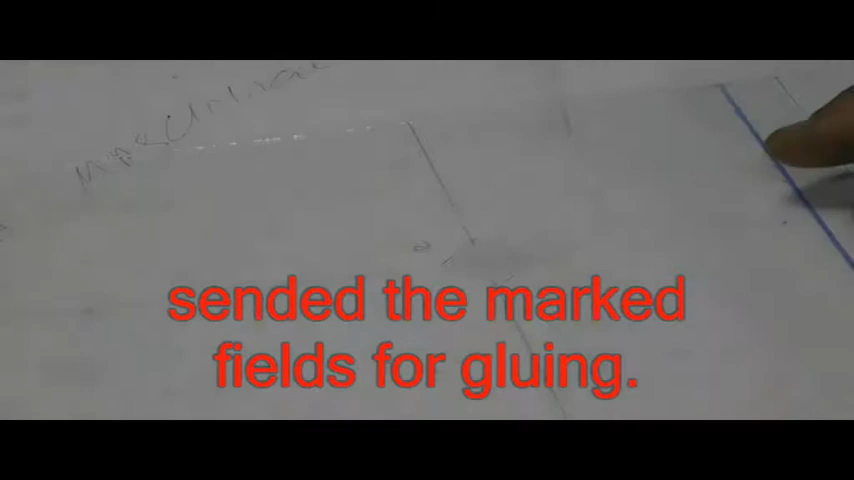 sended the marked
fields for gluing.